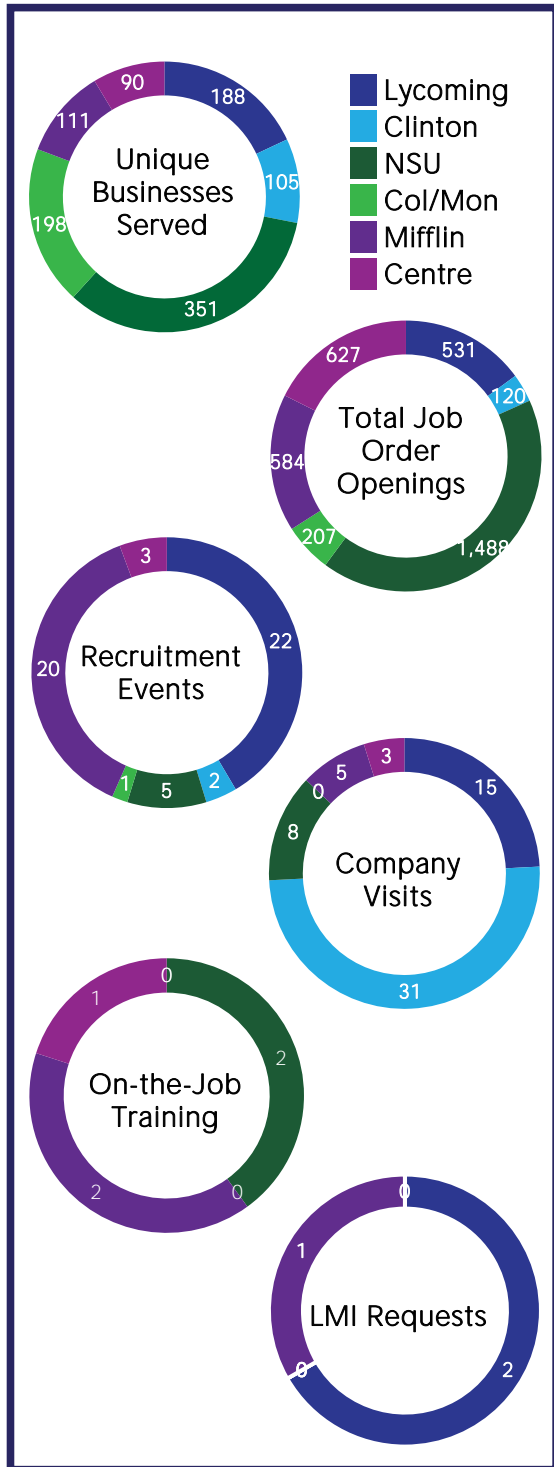 90
188
111
Unique
Businesses
Served
105
198
351
Lycoming
Clinton
NSU
Col/Mon
Mifflin
Centre
627
531
120
Total Job
Order
Openings
584
207
1,488
3
22
20
Recruitment
Events
1
5
2
3
5
15
0
8
Company
Visits
31
0
1
2
On-the-Job
Training
2
0
0
1
LMI Requests
0
2